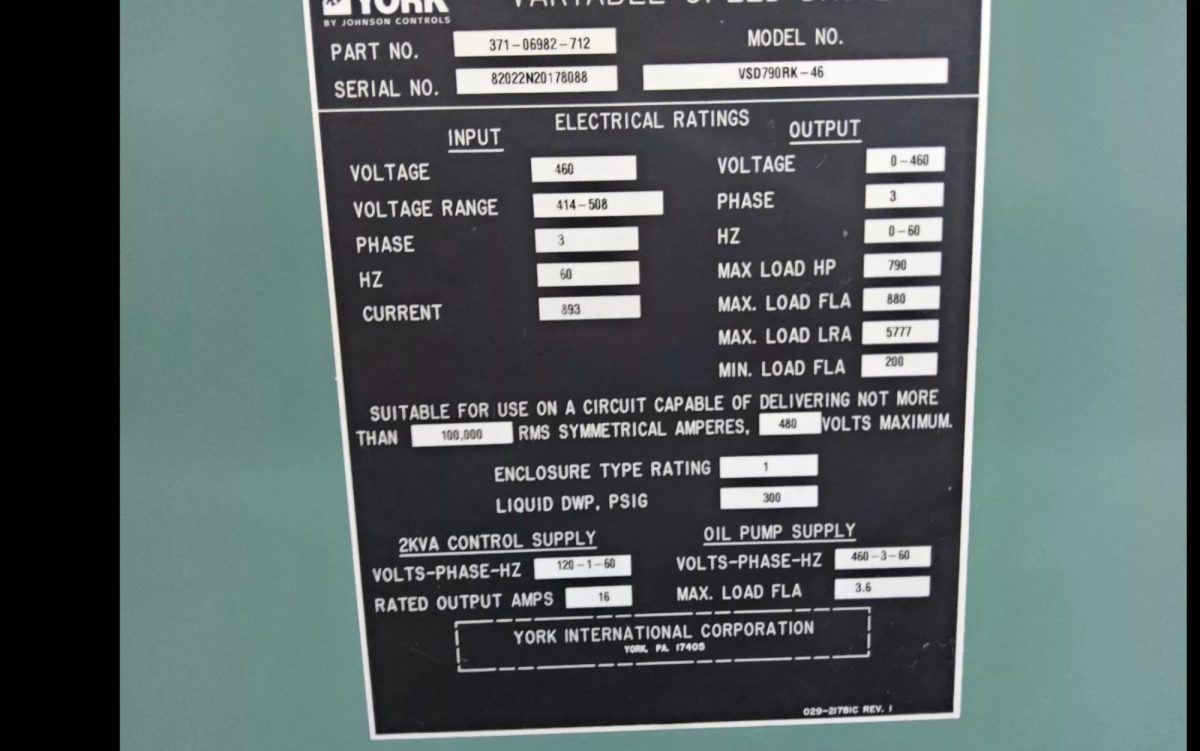 YORK
VARIABLE SPEED DRIVE
BY JOHNSON CONTROLS
PART NO. 371-06982-712 MODEL NO.
SERIAL NO. 82022N20178088 VSD790RK-46
ELECTRICAL RATINGS
INPUT OUTPUT
VOLTAGE 460 VOLTAGE 0-460
VOLTAGE RANGE 414-508 PHASE 3
PHASE 3 HZ 0-60
HZ 60 MAX LOAD HP 790
CURRENT 893 MAX. LOAD FLA 880
MAX. LOAD LRA 5777
MIN. LOAD FLA 200
SUITABLE FOR USE ON A CIRCUIT CAPABLE OF DELIVERING NOT MORE
THAN 100,000 RMS SYMMETRICAL AMPERES, 480 VOLTS MAXIMUM.
ENCLOSURE TYPE RATING 1
LIQUID DWP, PSIG 300
2KVA CONTROL SUPPLY OIL PUMP SUPPLY
VOLTS-PHASE-HZ 120-1-60 VOLTS-PHASE-HZ 460-3-60
RATED OUTPUT AMPS 16 MAX. LOAD FLA 3.6
YORK INTERNATIONAL CORPORATION
YORK, PA. 17405
029-21781C REV. 1